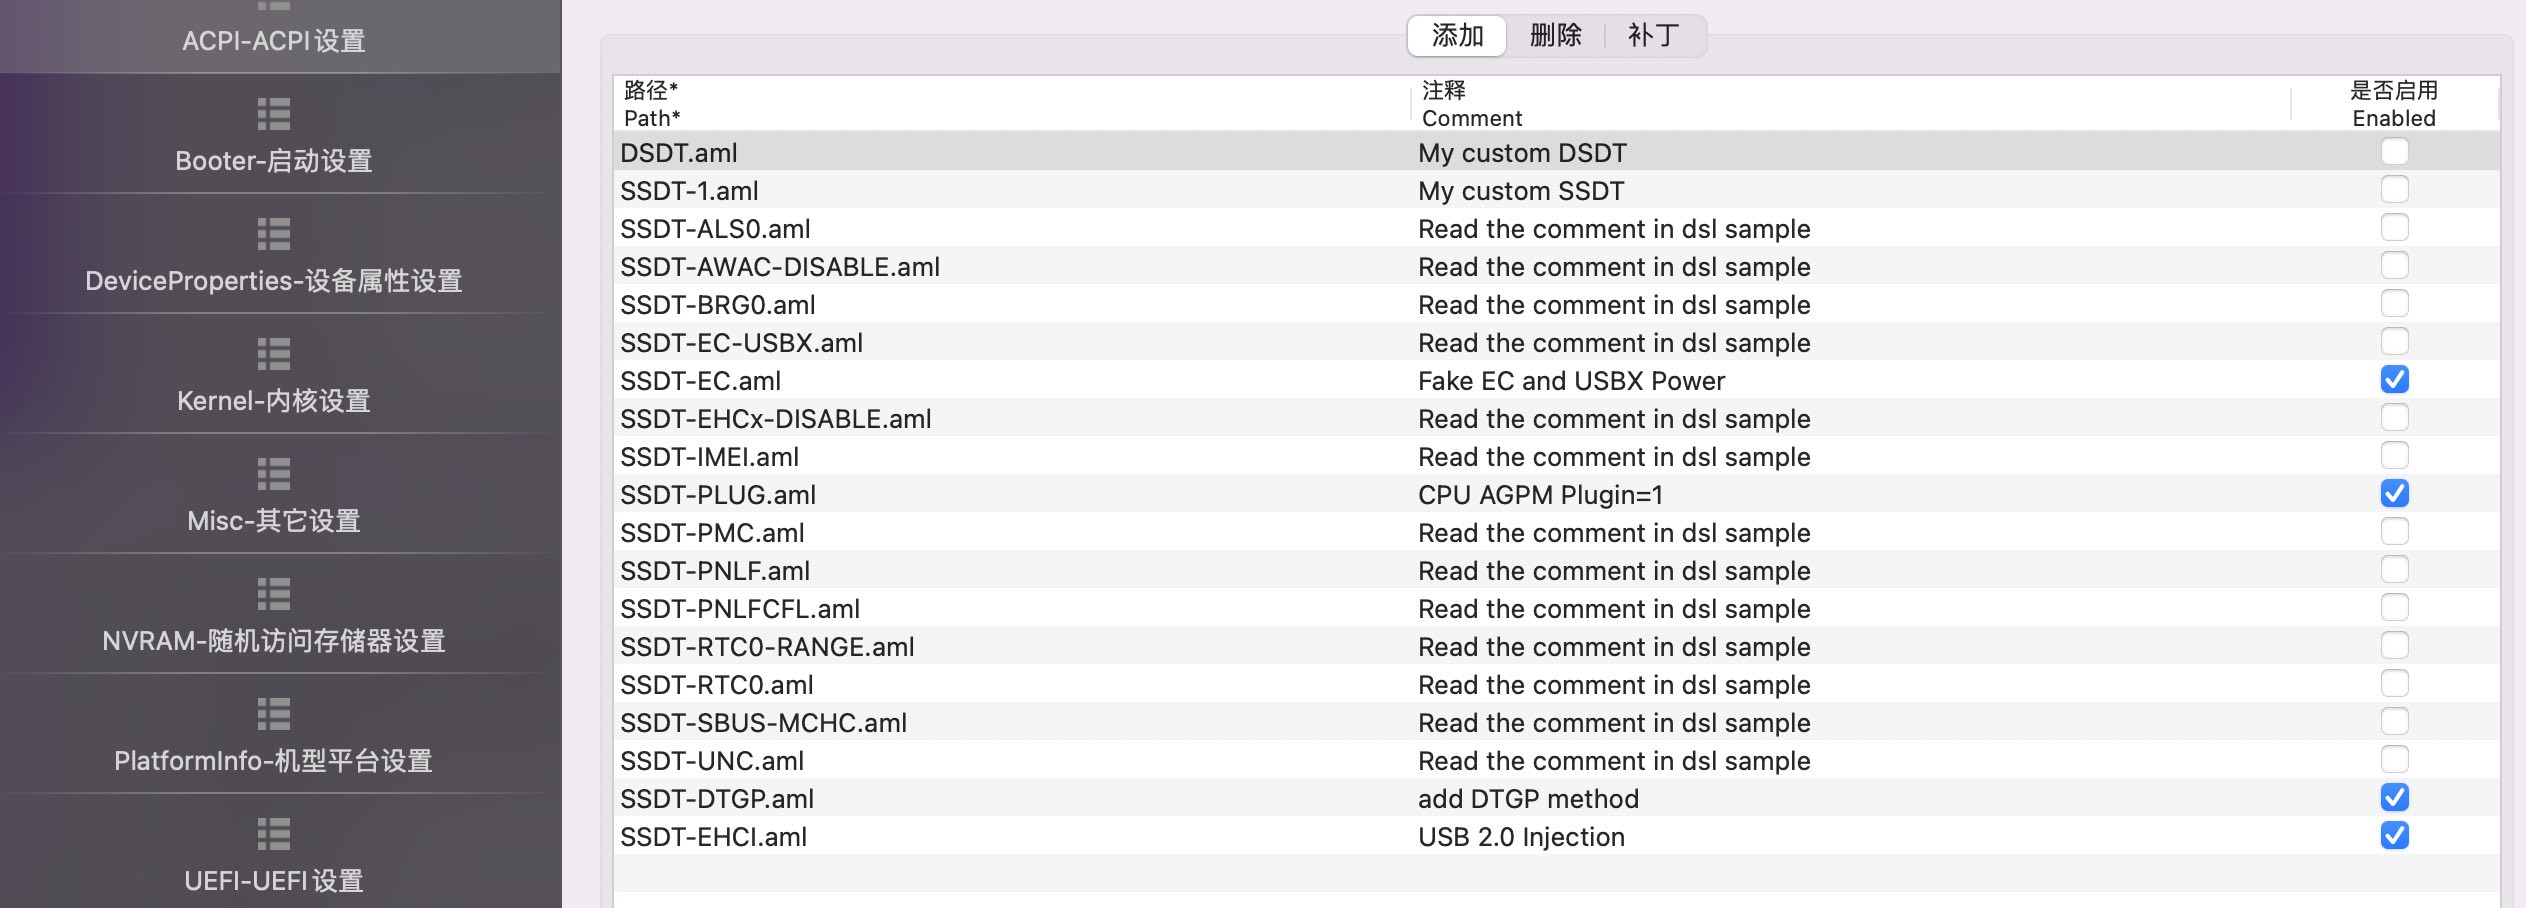 ACPI-ACPI设置
Booter-启动设置
DeviceProperties-设备属性设置
Kernel-内核设置
Misc-其它设置
NVRAM-随机访问存储器设置
PlatformInfo-机型平台设置
UEFI-UEFI设置
添加 删除 补丁
路径* 注释 是否启用
Path* Comment Enabled
DSDT.aml My custom DSDT
SSDT-1.aml My custom SSDT
SSDT-ALS0.aml Read the comment in dsl sample
SSDT-AWAC-DISABLE.aml Read the comment in dsl sample
SSDT-BRG0.aml Read the comment in dsl sample
SSDT-EC-USBX.aml Read the comment in dsl sample
SSDT-EC.aml Fake EC and USBX Power
SSDT-EHCx-DISABLE.aml Read the comment in dsl sample
SSDT-IMEI.aml Read the comment in dsl sample
SSDT-PLUG.aml CPU AGPM Plugin=1
SSDT-PMC.aml Read the comment in dsl sample
SSDT-PNLF.aml Read the comment in dsl sample
SSDT-PNLFCFL.aml Read the comment in dsl sample
SSDT-RTC0-RANGE.aml Read the comment in dsl sample
SSDT-RTC0.aml Read the comment in dsl sample
SSDT-SBUS-MCHC.aml Read the comment in dsl sample
SSDT-UNC.aml Read the comment in dsl sample
SSDT-DTGP.aml add DTGP method
SSDT-EHCI.aml USB 2.0 Injection